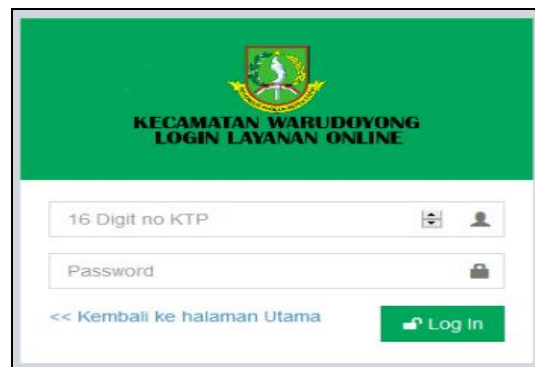 KECAMATAN WARUDOYONG
LOGIN LAYANAN ONLINE
16 Digit no KTP
Password
<< Kembali ke halaman Utama
Log In